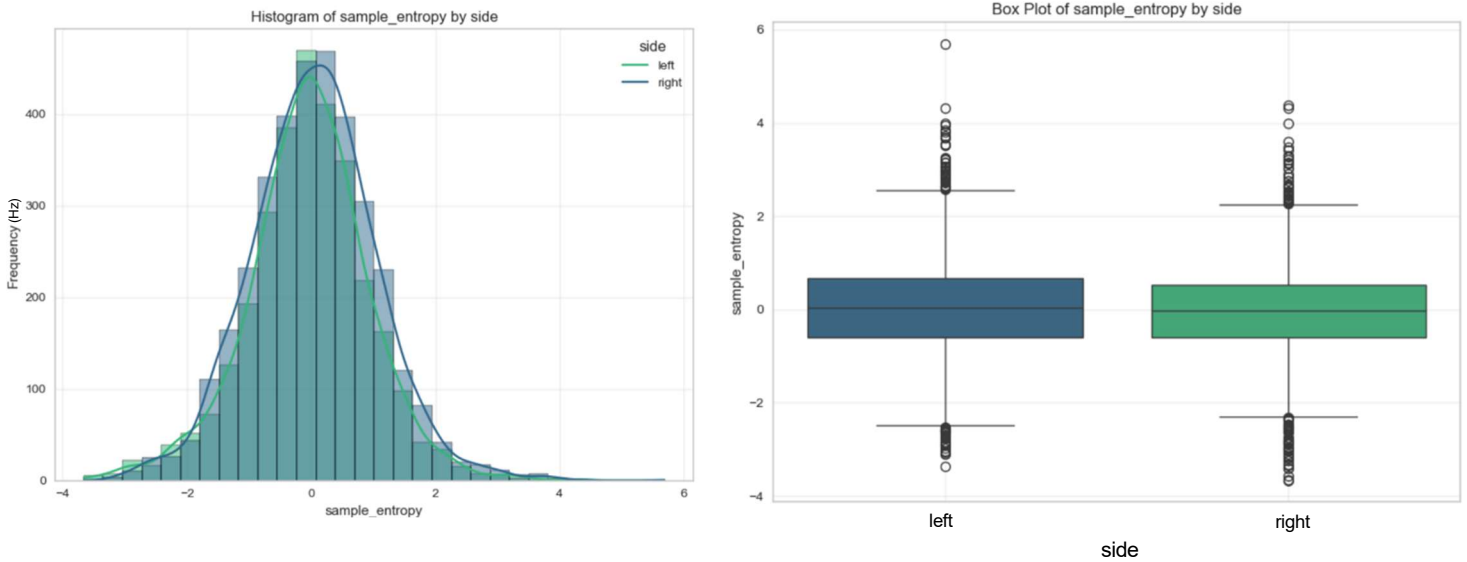 Histogram of sample_entropy by side
side
left
right
Frequency (Hz)
400
300
200
100
0
−4
−2
0
2
4
6
sample_entropy
Box Plot of sample_entropy by side
sample_entropy
6
4
2
0
−2
−4
left
right
side